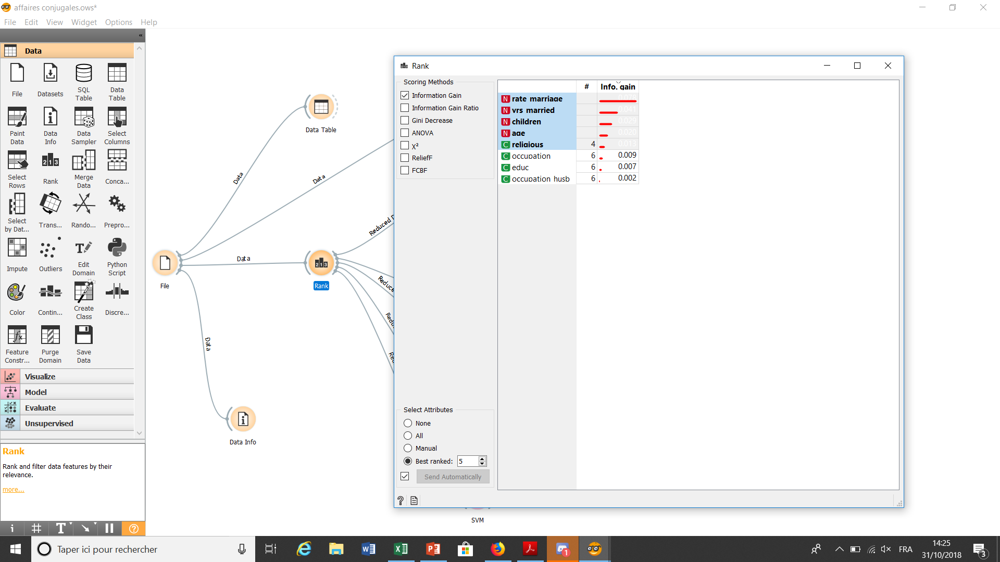 affaires conjugales.ows*
File Edit View Widget Options Help
Data
File
Datasets
SQL
Table
Data
Table
Paint
Data
Data
Info
Data
Sampler
Select
Columns
Select
Rows
Rank
Merge
Data
Conca...
Select
by Dat...
Trans...
Rando...
Prepro...
Impute
Outliers
Edit
Domain
Python
Script
Color
Contin...
Create
Class
Discre...
Feature
Constr...
Purge
Domain
Save
Data
Visualize
Model
Evaluate
Unsupervised
Rank
Rank and filter data features by their
relevance.
more...
Data Table
Data
Data
Data
Data
File
Rank
Data Info
Reduced D
Reduce
Redu
Re
SVM
Rank
Scoring Methods
Information Gain
Information Gain Ratio
Gini Decrease
ANOVA
χ²
ReliefF
FCBF
# Info. gain
N rate marriage
N yrs married 0.041
N children 0.029
N age 0.020
C religious 4 0.013
C occupation 6 0.009
C educ 6 0.007
C occupation husb 6 0.002
Select Attributes
None
All
Manual
Best ranked: 5
Send Automatically
Taper ici pour rechercher
1
FRA
14:25
31/10/2018
3